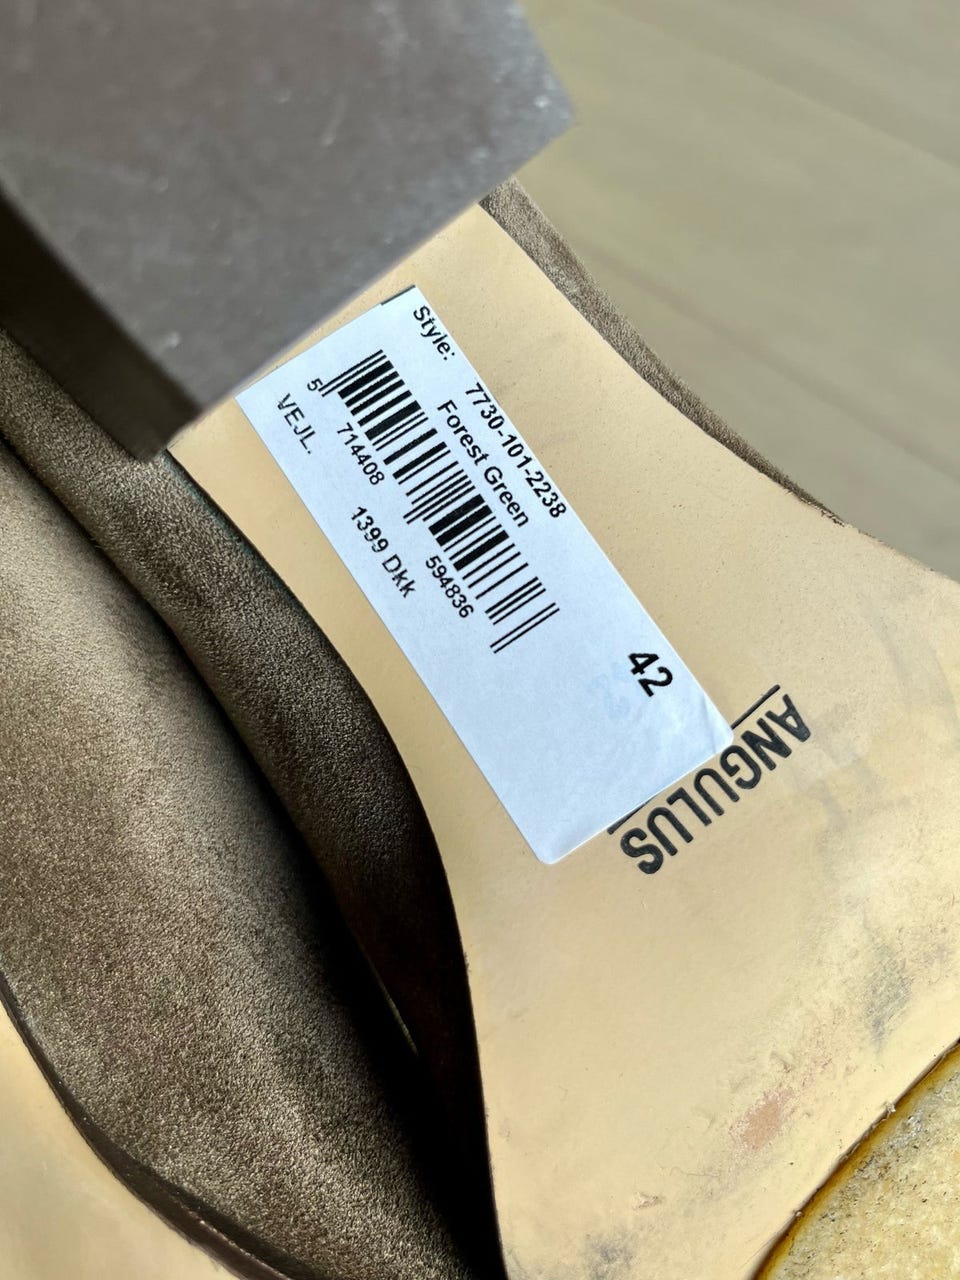 Style: 7730-101-2238
Forest Green
5 714408 594836
VEJL. 1399 Dkk
42
ANGULUS